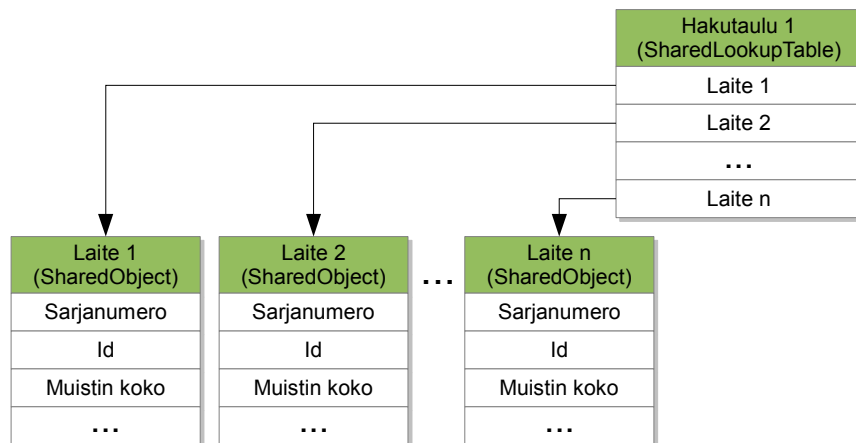 Hakutaulu 1
(SharedLookupTable)
Laite 1
Laite 2
...
Laite n
Laite 1
(SharedObject)
Sarjanumero
Id
Muistin koko
...
Laite 2
(SharedObject)
Sarjanumero
Id
Muistin koko
...
...
Laite n
(SharedObject)
Sarjanumero
Id
Muistin koko
...